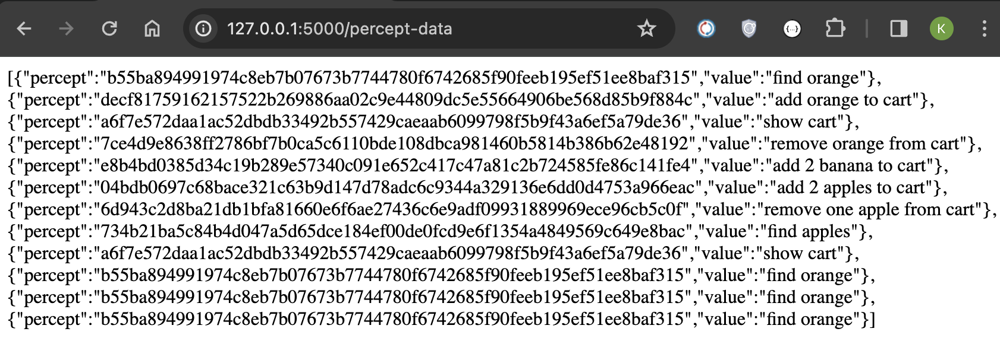 127.0.0.1:5000/percept-data
K
[{"percept":"b55ba894991974c8eb7b07673b7744780f6742685f90feeb195ef51ee8baf315","value":"find orange"},
{"percept":"decf81759162157522b269886aa02c9e44809dc5e55664906be568d85b9f884c","value":"add orange to cart"},
{"percept":"a6f7e572daa1ac52dbdb33492b557429caeaab6099798f5b9f43a6ef5a79de36","value":"show cart"},
{"percept":"7ce4d9e8638ff2786bf7b0ca5c6110bde108dbca981460b5814b386b62e48192","value":"remove orange from cart"},
{"percept":"e8b4bd0385d34c19b289e57340c091e652c417c47a81c2b724585fe86c141fe4","value":"add 2 banana to cart"},
{"percept":"04bdb0697c68bace321c63b9d147d78adc6c9344a329136e6dd0d4753a966eac","value":"add 2 apples to cart"},
{"percept":"6d943c2d8ba21db1bfa81660e6f6ae27436c6e9adf09931889969ece96cb5c0f","value":"remove one apple from cart"},
{"percept":"734b21ba5c84b4d047a5d65dce184ef00de0fcd9e6f1354a4849569c649e8bac","value":"find apples"},
{"percept":"a6f7e572daa1ac52dbdb33492b557429caeaab6099798f5b9f43a6ef5a79de36","value":"show cart"},
{"percept":"b55ba894991974c8eb7b07673b7744780f6742685f90feeb195ef51ee8baf315","value":"find orange"},
{"percept":"b55ba894991974c8eb7b07673b7744780f6742685f90feeb195ef51ee8baf315","value":"find orange"},
{"percept":"b55ba894991974c8eb7b07673b7744780f6742685f90feeb195ef51ee8baf315","value":"find orange"}]